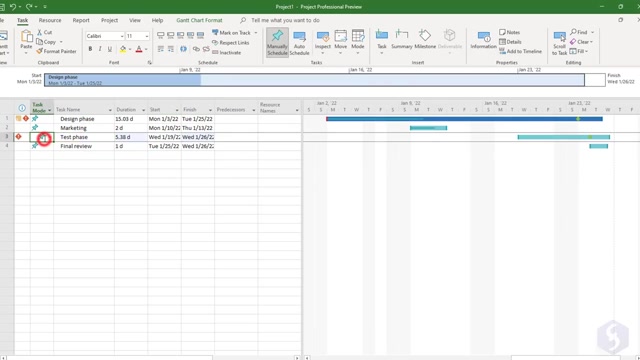 Project1 - Project Professional Preview
Task Resource Report Project View Help Gantt Chart Format Tell me what you want to do
Paste
Cut
Copy
Format Painter
Calibri 11
B I U
Mark on Track
Respect Links
Inactivate
Manually Schedule
Auto Schedule
Inspect Move Mode
Task Summary Milestone Deliverable
Information
Notes
Details
Add to Timeline
Scroll to Task
Find
Clear
Fill
Jan 9, '22 Jan 16, '22 Jan 23, '22
Start
Mon 1/3/22
Design phase
Mon 1/3/22 - Tue 1/25/22
Finish
Wed 1/26/22
Task Mode Task Name Duration Start Finish Predecessors Resource Names
Jan 2, '22 Jan 9, '22 Jan 16, '22 Jan 23, '22
S S M T W T F S S M T W T F S S M T W T F S S M T W T F S
1 Design phase 15.03 d Mon 1/3/22 Tue 1/25/22
2 Marketing 2 d Mon 1/10/22 Thu 1/13/22
3 Test phase 5.38 d Wed 1/19/22 Wed 1/26/22
4 Final review 1 d Tue 1/25/22 Wed 1/26/22